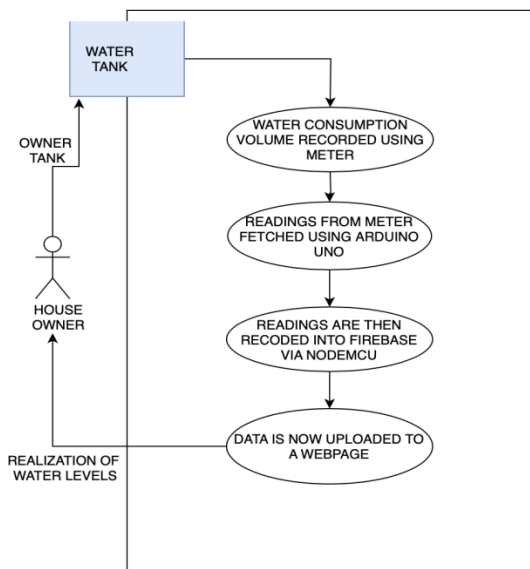 WATER
TANK
WATER CONSUMPTION
VOLUME RECORDED USING
METER
OWNER
TANK
READINGS FROM METER
FETCHED USING ARDUINO
UNO
HOUSE
OWNER
READINGS ARE THEN
RECODED INTO FIREBASE
VIA NODEMCU
DATA IS NOW UPLOADED TO
A WEBPAGE
REALIZATION OF
WATER LEVELS